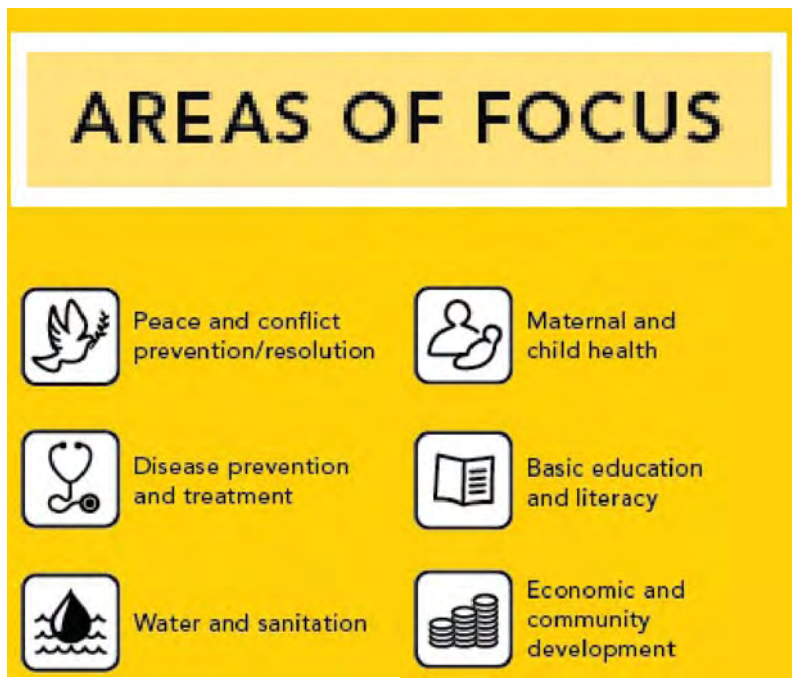 AREAS OF FOCUS
Peace and conflict
prevention/resolution
Maternal and
child health
Disease prevention
and treatment
Basic education
and literacy
Water and sanitation
Economic and
community
development